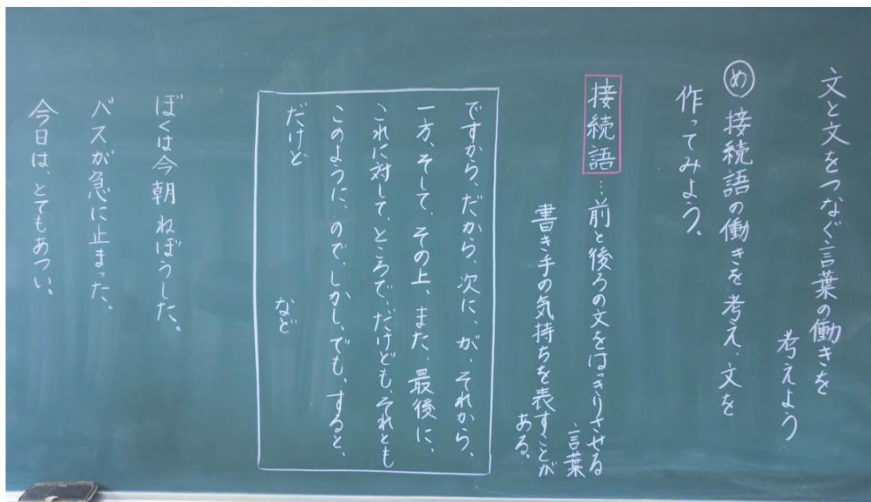 文と文をつなぐ言葉の働きを
考えよう
め 接続語の働きを考え、文を
作ってみよう。
接続語…前と後ろの文をはっきりさせる
言葉
書き手の気持ちを表すことが
ある。
ですから、だから、次に、が、それから、
一方、そして、その上、また、最後に、
これに対して、ところで、だけども、それとも
このように、ので、しかし、でも、すると、
だけど
など
ぼくは今朝ねぼうした。
バスが急に止まった。
今日は、とてもあつい。